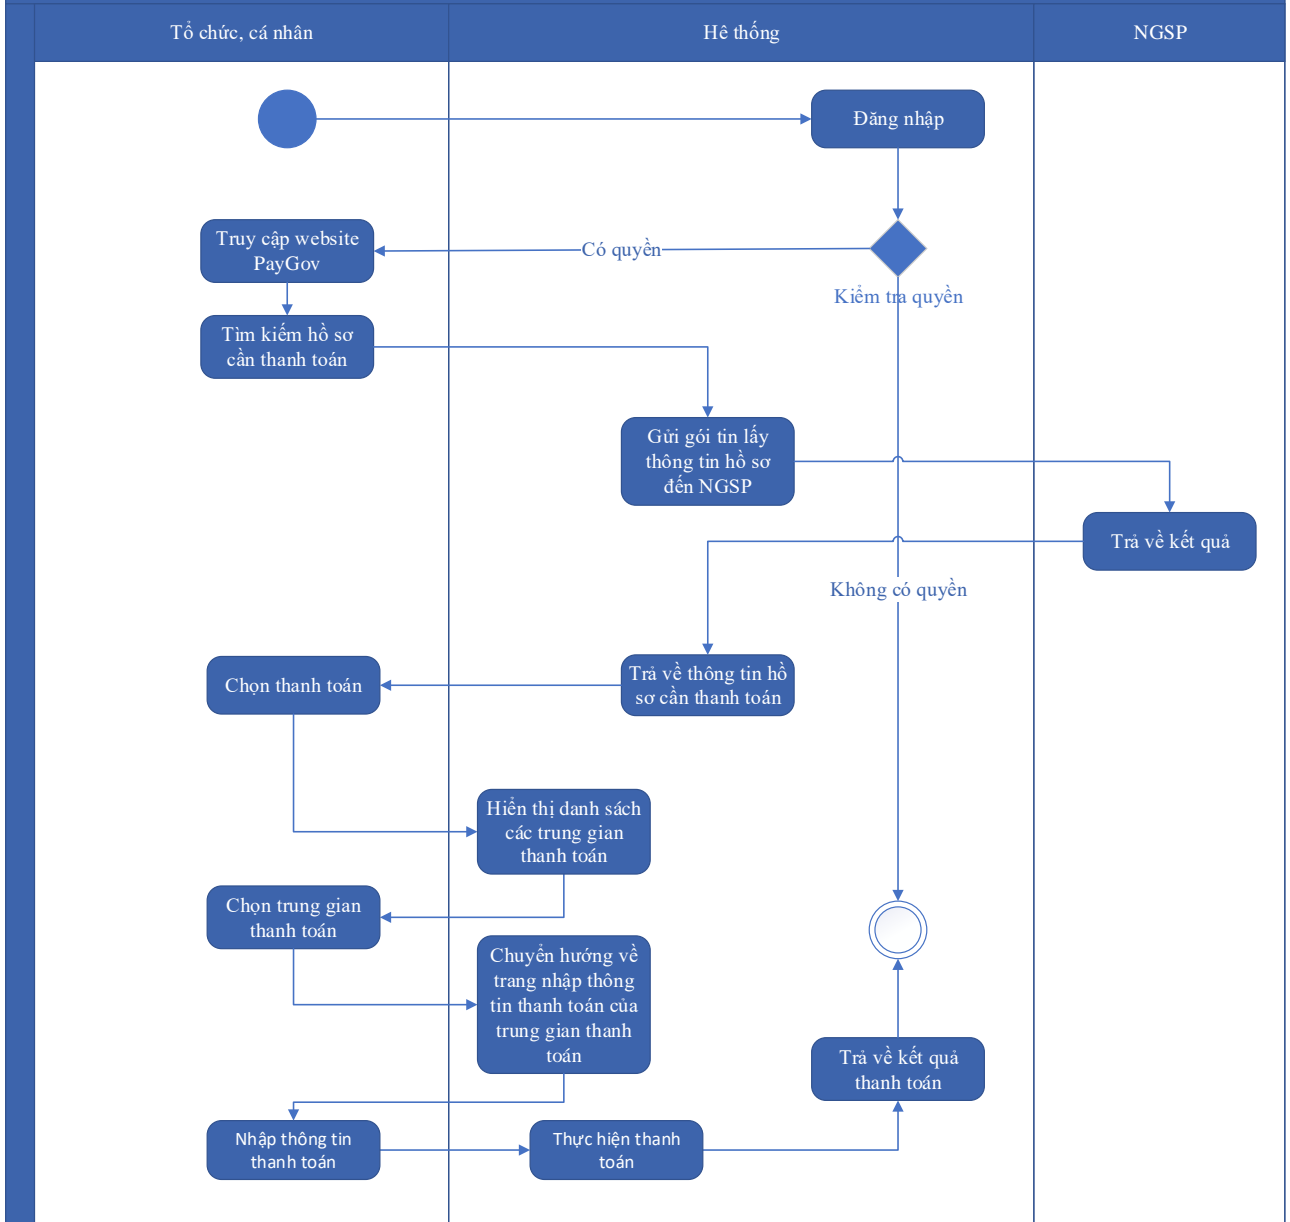 Tổ chức, cá nhân
Hê thống
NGSP
Đăng nhập
Truy cập website
PayGov
Có quyền
Kiểm tra quyền
Tìm kiếm hồ sơ
cần thanh toán
Gửi gói tin lấy
thông tin hồ sơ
đến NGSP
Trả về kết quả
Không có quyền
Trả về thông tin hồ
sơ cần thanh toán
Chọn thanh toán
Hiển thị danh sách
các trung gian
thanh toán
Chọn trung gian
thanh toán
Chuyển hướng về
trang nhập thông
tin thanh toán của
trung gian thanh
toán
Trả về kết quả
thanh toán
Nhập thông tin
thanh toán
Thực hiện thanh
toán